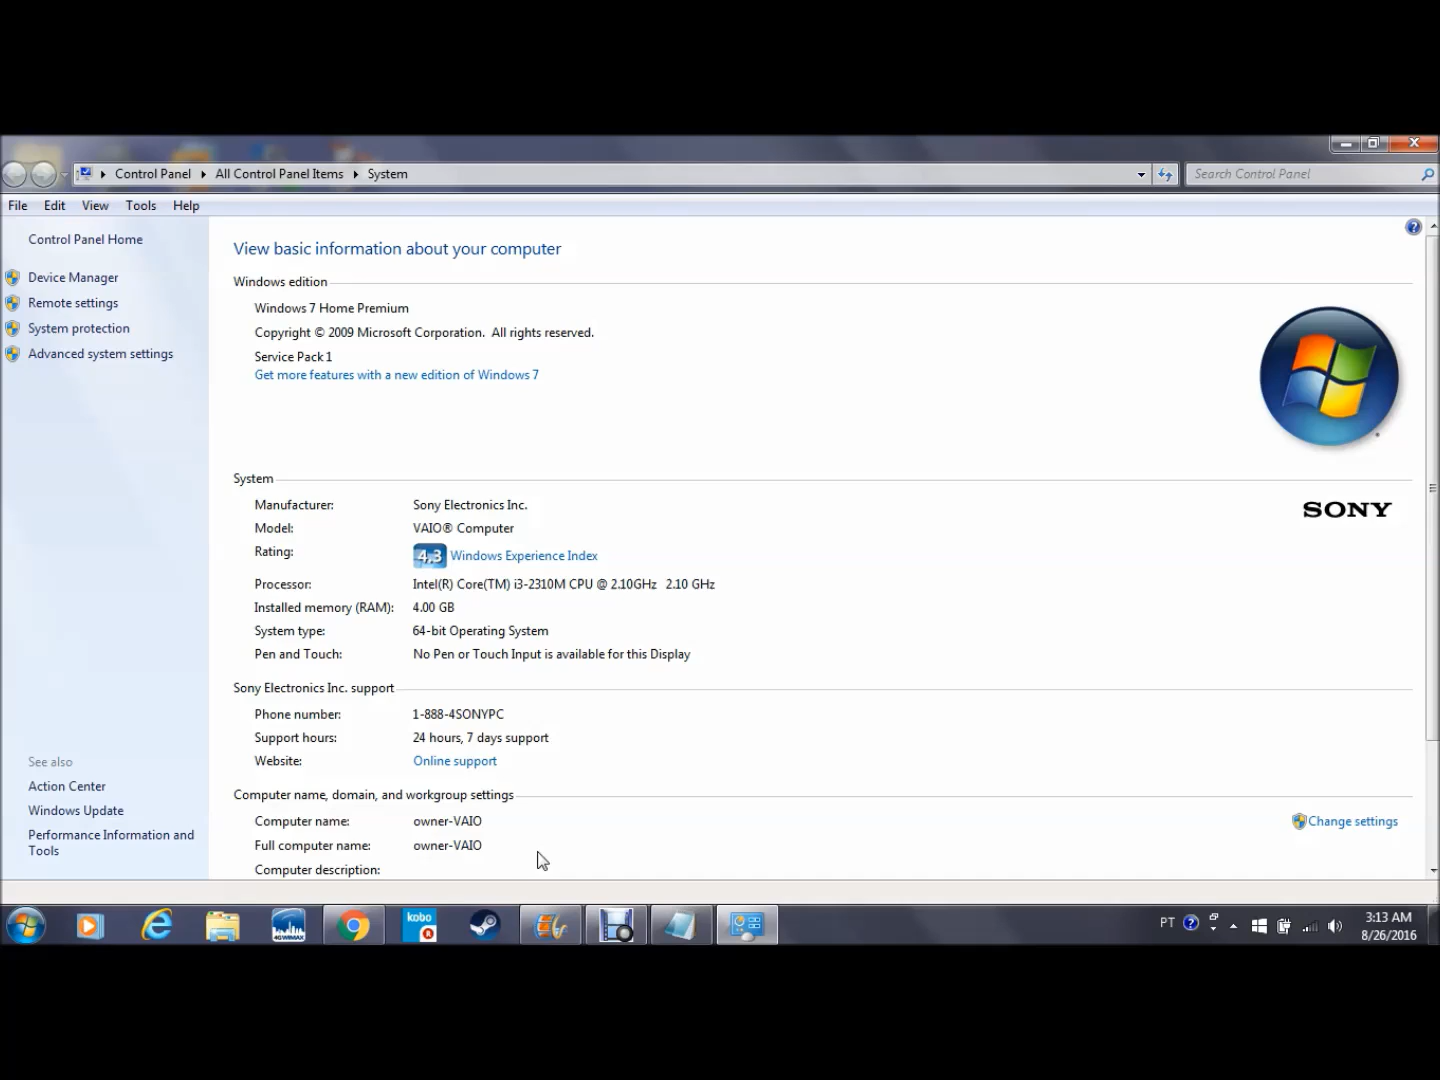 Control Panel All Control Panel Items System
Search Control Panel
File Edit View Tools Help
Control Panel Home
Device Manager
Remote settings
System protection
Advanced system settings
See also
Action Center
Windows Update
Performance Information and
Tools
View basic information about your computer
Windows edition
Windows 7 Home Premium
Copyright © 2009 Microsoft Corporation. All rights reserved.
Service Pack 1
Get more features with a new edition of Windows 7
System
Manufacturer: Sony Electronics Inc.
SONY
Model: VAIO® Computer
Rating: 4,3 Windows Experience Index
Processor: Intel(R) Core(TM) i3-2310M CPU @ 2.10GHz 2.10 GHz
Installed memory (RAM): 4.00 GB
System type: 64-bit Operating System
Pen and Touch: No Pen or Touch Input is available for this Display
Sony Electronics Inc. support
Phone number: 1-888-4SONYPC
Support hours: 24 hours, 7 days support
Website: Online support
Computer name, domain, and workgroup settings
Computer name: owner-VAIO
Change settings
Full computer name: owner-VAIO
Computer description:
4G WIMAX
kobo
PT
3:13 AM
8/26/2016